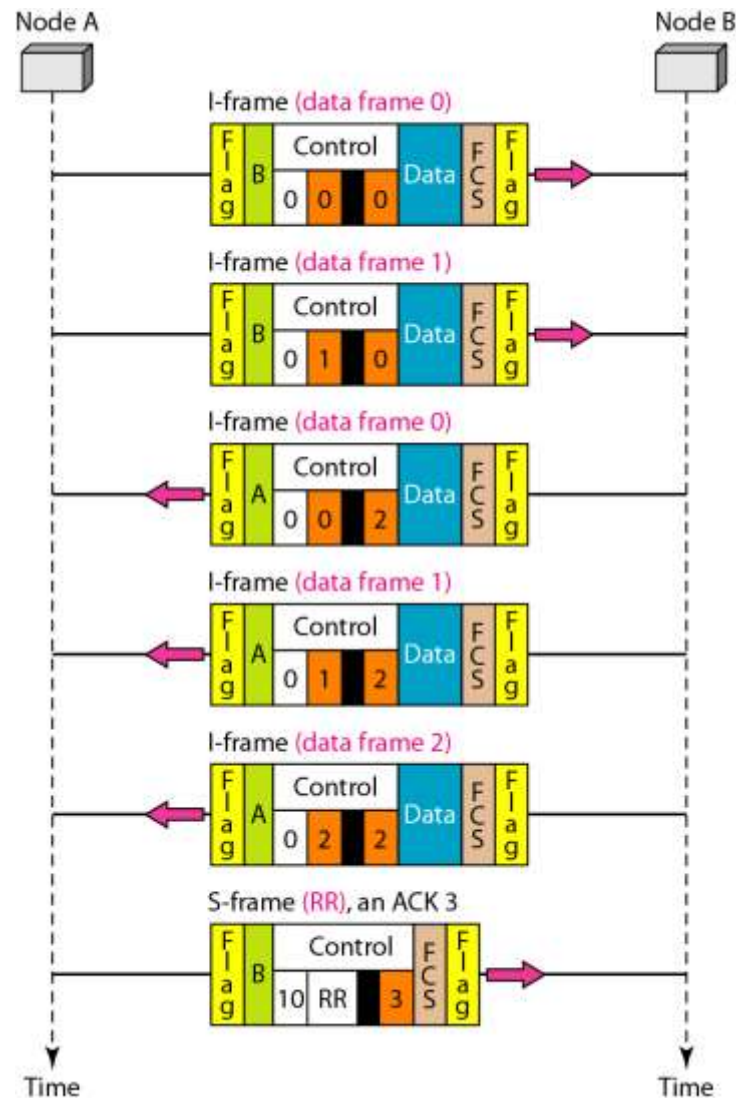 Node A
Node B
I-frame (data frame 0)
Flag B Control Data FCS Flag
0 0 0
I-frame (data frame 1)
Flag B Control Data FCS Flag
0 1 0
I-frame (data frame 0)
Flag A Control Data FCS Flag
0 0 2
I-frame (data frame 1)
Flag A Control Data FCS Flag
0 1 2
I-frame (data frame 2)
Flag A Control Data FCS Flag
0 2 2
S-frame (RR), an ACK 3
Flag B Control FCS Flag
10 RR 3
Time
Time